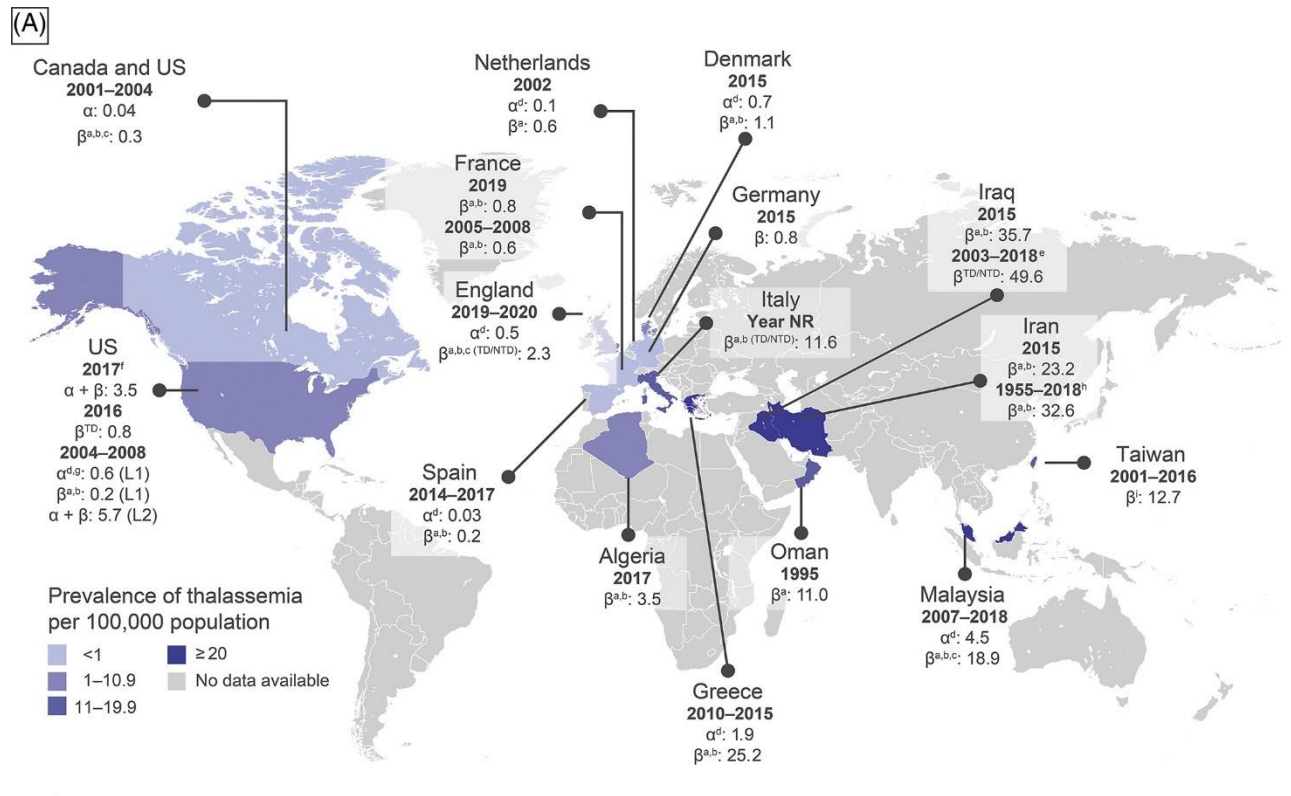 (A)
Canada and US
2001–2004
α: 0.04
βᵃ,ᵇ,ᶜ: 0.3
Netherlands
2002
αᵈ: 0.1
βᵃ: 0.6
Denmark
2015
αᵈ: 0.7
βᵃ,ᵇ: 1.1
France
2019
βᵃ,ᵇ: 0.8
2005–2008
βᵃ,ᵇ: 0.6
Germany
2015
β: 0.8
Iraq
2015
βᵃ,ᵇ: 35.7
2003–2018ᵉ
βᵀᴰ/ᴺᵀᴰ: 49.6
England
2019–2020
αᵈ: 0.5
βᵃ,ᵇ,ᶜ ⁽ᵀᴰ/ᴺᵀᴰ⁾: 2.3
Italy
Year NR
βᵃ,ᵇ ⁽ᵀᴰ/ᴺᵀᴰ⁾: 11.6
Iran
2015
βᵃ,ᵇ: 23.2
1955–2018ʰ
βᵃ,ᵇ: 32.6
US
2017ᶠ
α + β: 3.5
2016
βᵀᴰ: 0.8
2004–2008
αᵈ,ᵍ: 0.6 (L1)
βᵃ,ᵇ: 0.2 (L1)
α + β: 5.7 (L2)
Spain
2014–2017
αᵈ: 0.03
βᵃ,ᵇ: 0.2
Algeria
2017
βᵃ,ᵇ: 3.5
Oman
1995
βᵃ: 11.0
Taiwan
2001–2016
βⁱ: 12.7
Malaysia
2007–2018
αᵈ: 4.5
βᵃ,ᵇ,ᶜ: 18.9
Greece
2010–2015
αᵈ: 1.9
βᵃ,ᵇ: 25.2
Prevalence of thalassemia
per 100,000 population
<1
≥ 20
1–10.9
No data available
11–19.9